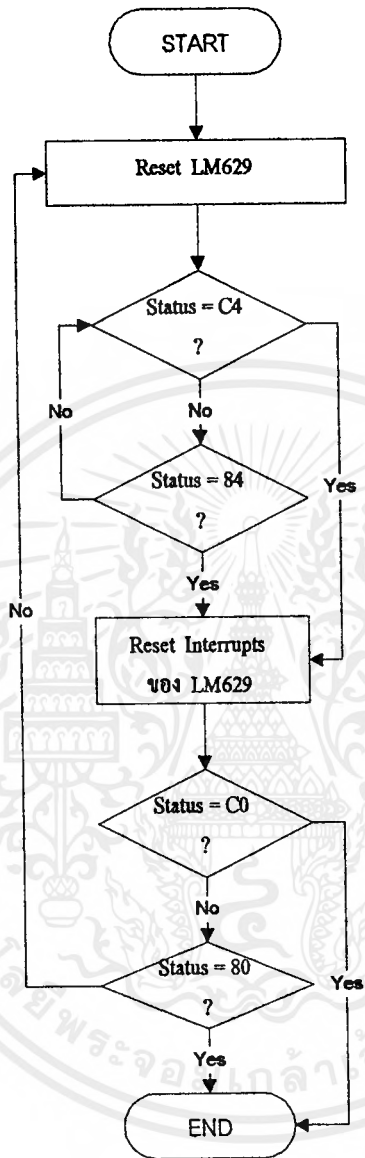 START
Reset LM629
Status = C4
?
No
No
Status = 84
?
Yes
Yes
No
Reset Interrupts
ของ LM629
Status = C0
?
No
Status = 80
?
Yes
Yes
END